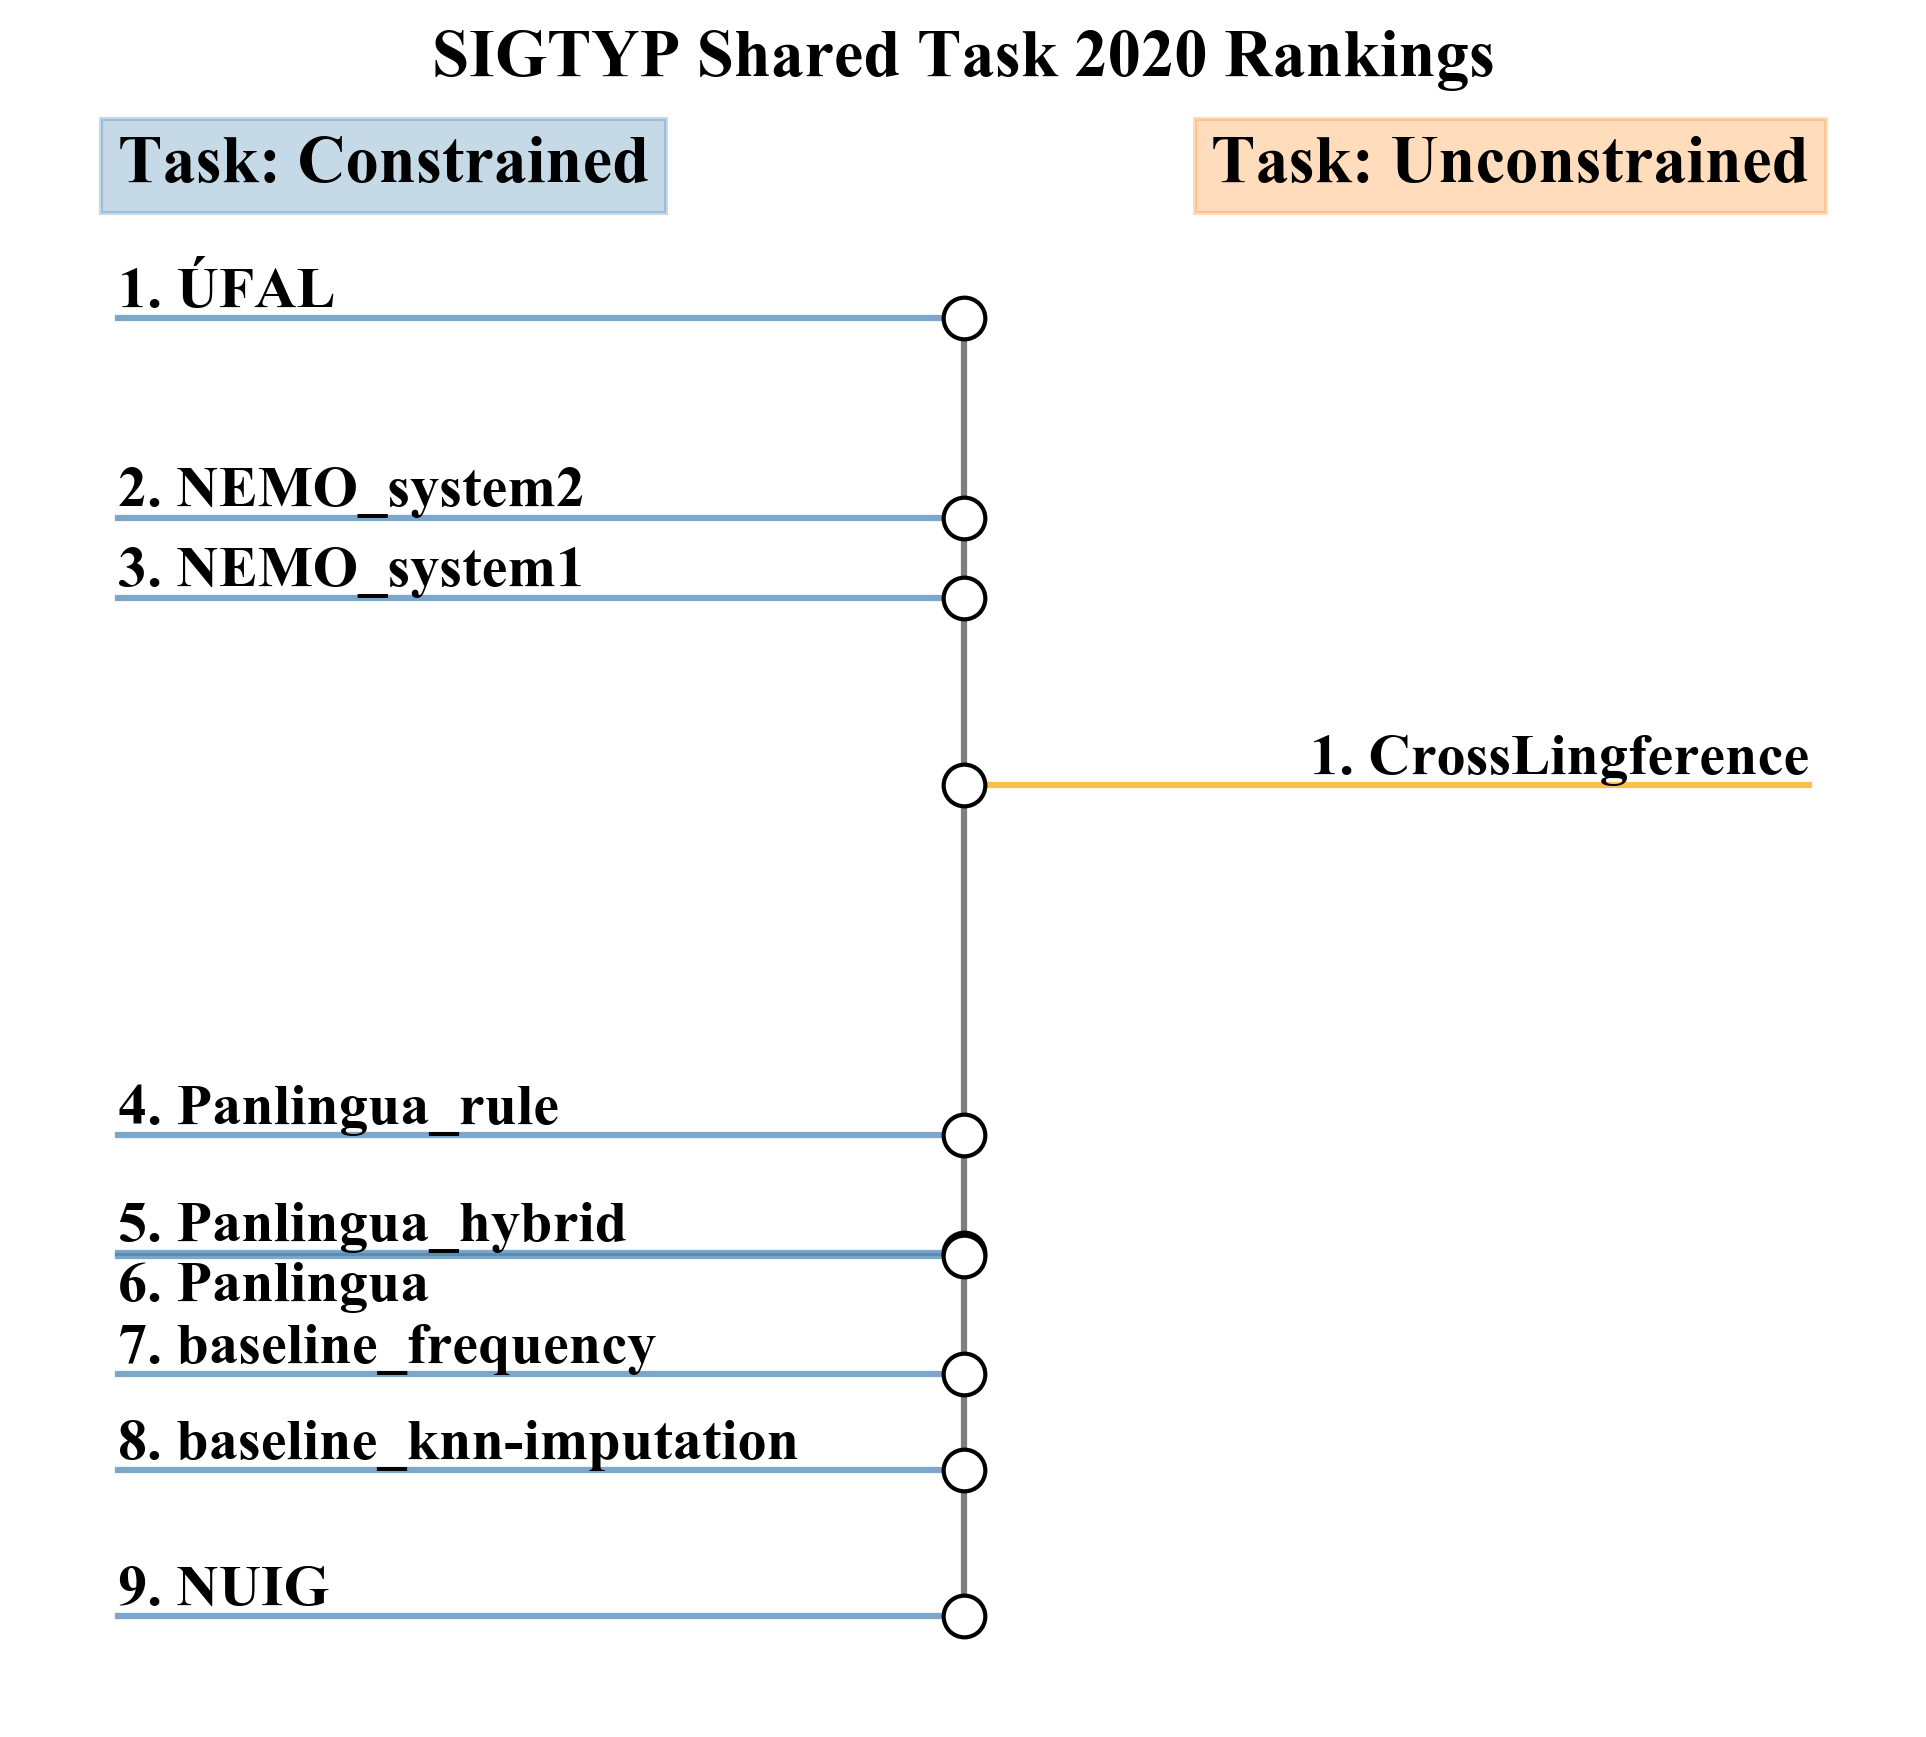 SIGTYP Shared Task 2020 Rankings
Task: Constrained
Task: Unconstrained
1. ÚFAL
2. NEMO_system2
3. NEMO_system1
1. CrossLingference
4. Panlingua_rule
5. Panlingua_hybrid
6. Panlingua
7. baseline_frequency
8. baseline_knn-imputation
9. NUIG